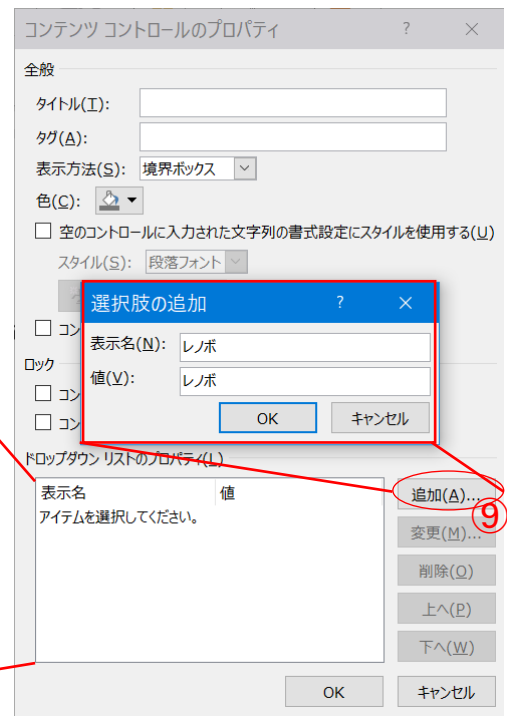 コンテンツ コントロールのプロパティ ? ×
全般
タイトル(T):
タグ(A):
表示方法(S): 境界ボックス
色(C):
空のコントロールに入力された文字列の書式設定にスタイルを使用する(U)
スタイル(S): 段落フォント
選択肢の追加 ? ×
コン
表示名(N): レノボ
ロック
値(V): レノボ
コン
OK キャンセル
コン
ドロップダウン リストのプロパティ(L)
表示名 値
追加(A)...
アイテムを選択してください。
⑨
変更(M)...
削除(O)
上へ(P)
下へ(W)
OK キャンセル